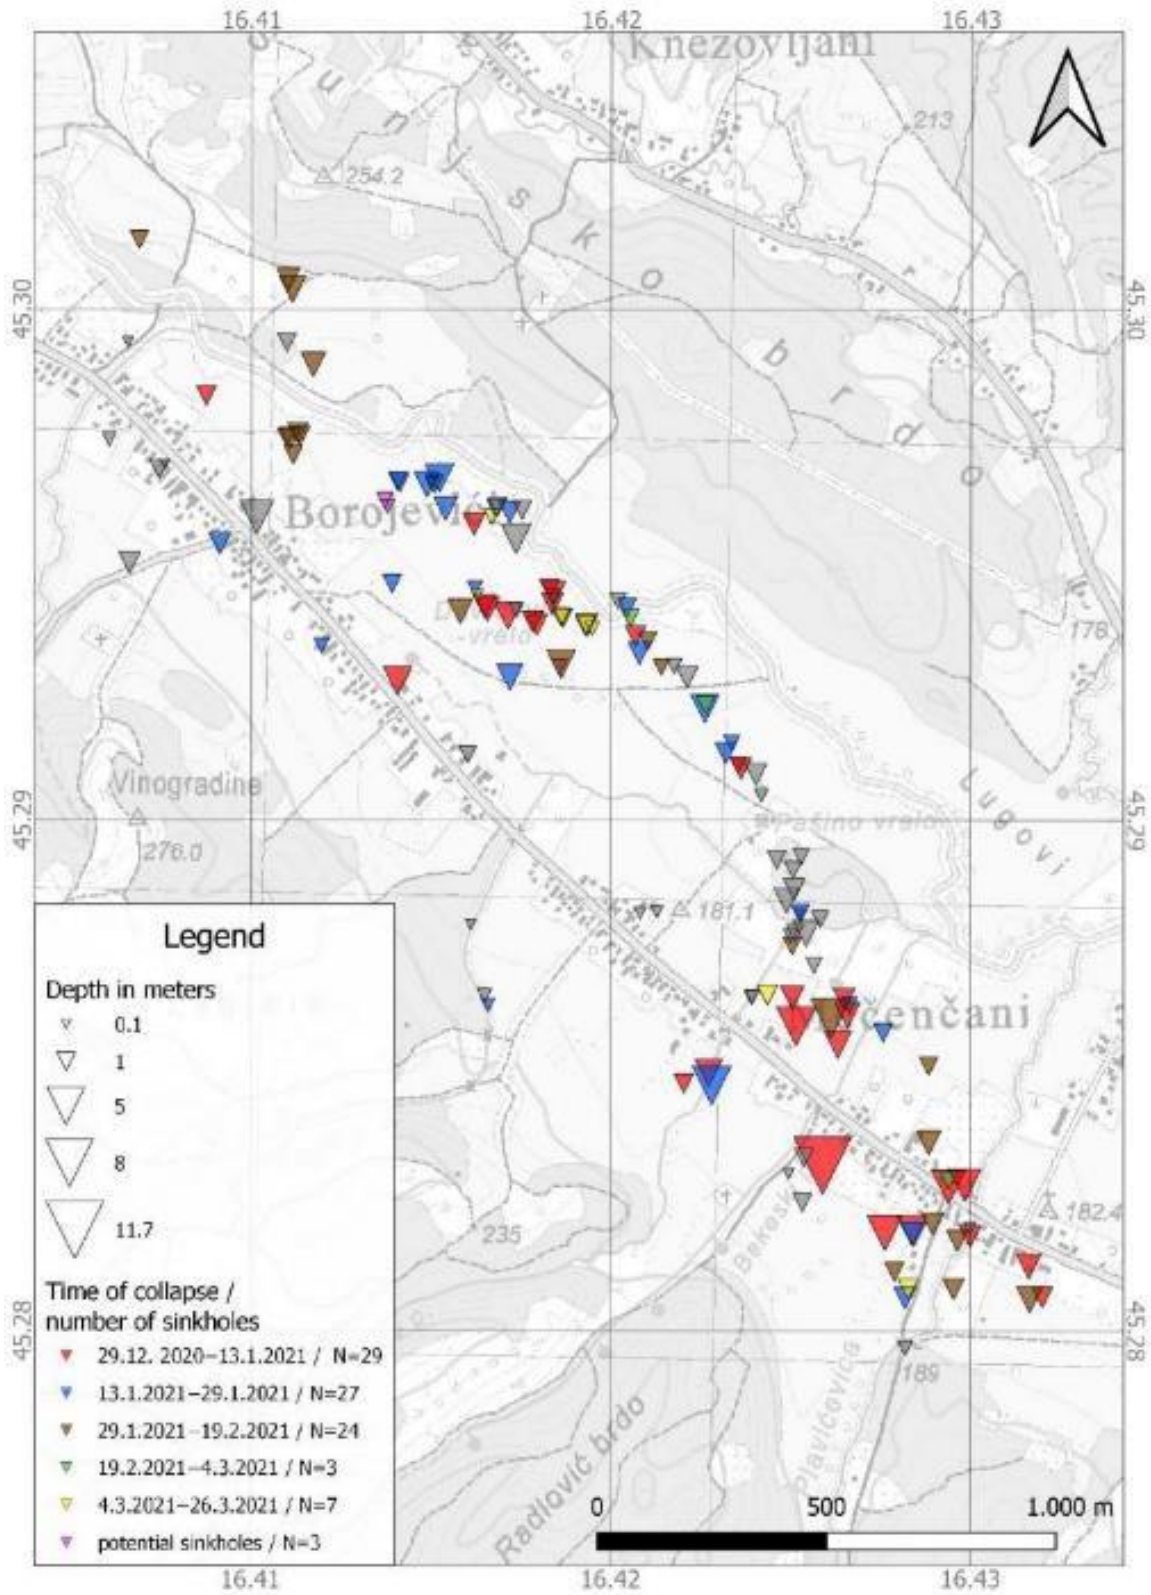 16.41 16.42 16.43
Knezovljani
213
254.2
S u n j s k o b r d o
45.30 45.30
Borojevići
-vrelo
178
Vinogradine
276.0
Lugovi
45.29 45.29
Pašino vrelo
181.1
čenčani
235
182.4
189
45.28 45.28
Radlović brdo
Plavićovica
Legend
Depth in meters
0.1
1
5
8
11.7
Time of collapse /
number of sinkholes
29.12. 2020–13.1.2021 / N=29
13.1.2021–29.1.2021 / N=27
29.1.2021–19.2.2021 / N=24
19.2.2021–4.3.2021 / N=3
4.3.2021–26.3.2021 / N=7
potential sinkholes / N=3
0 500 1.000 m
16.41 16.42 16.43